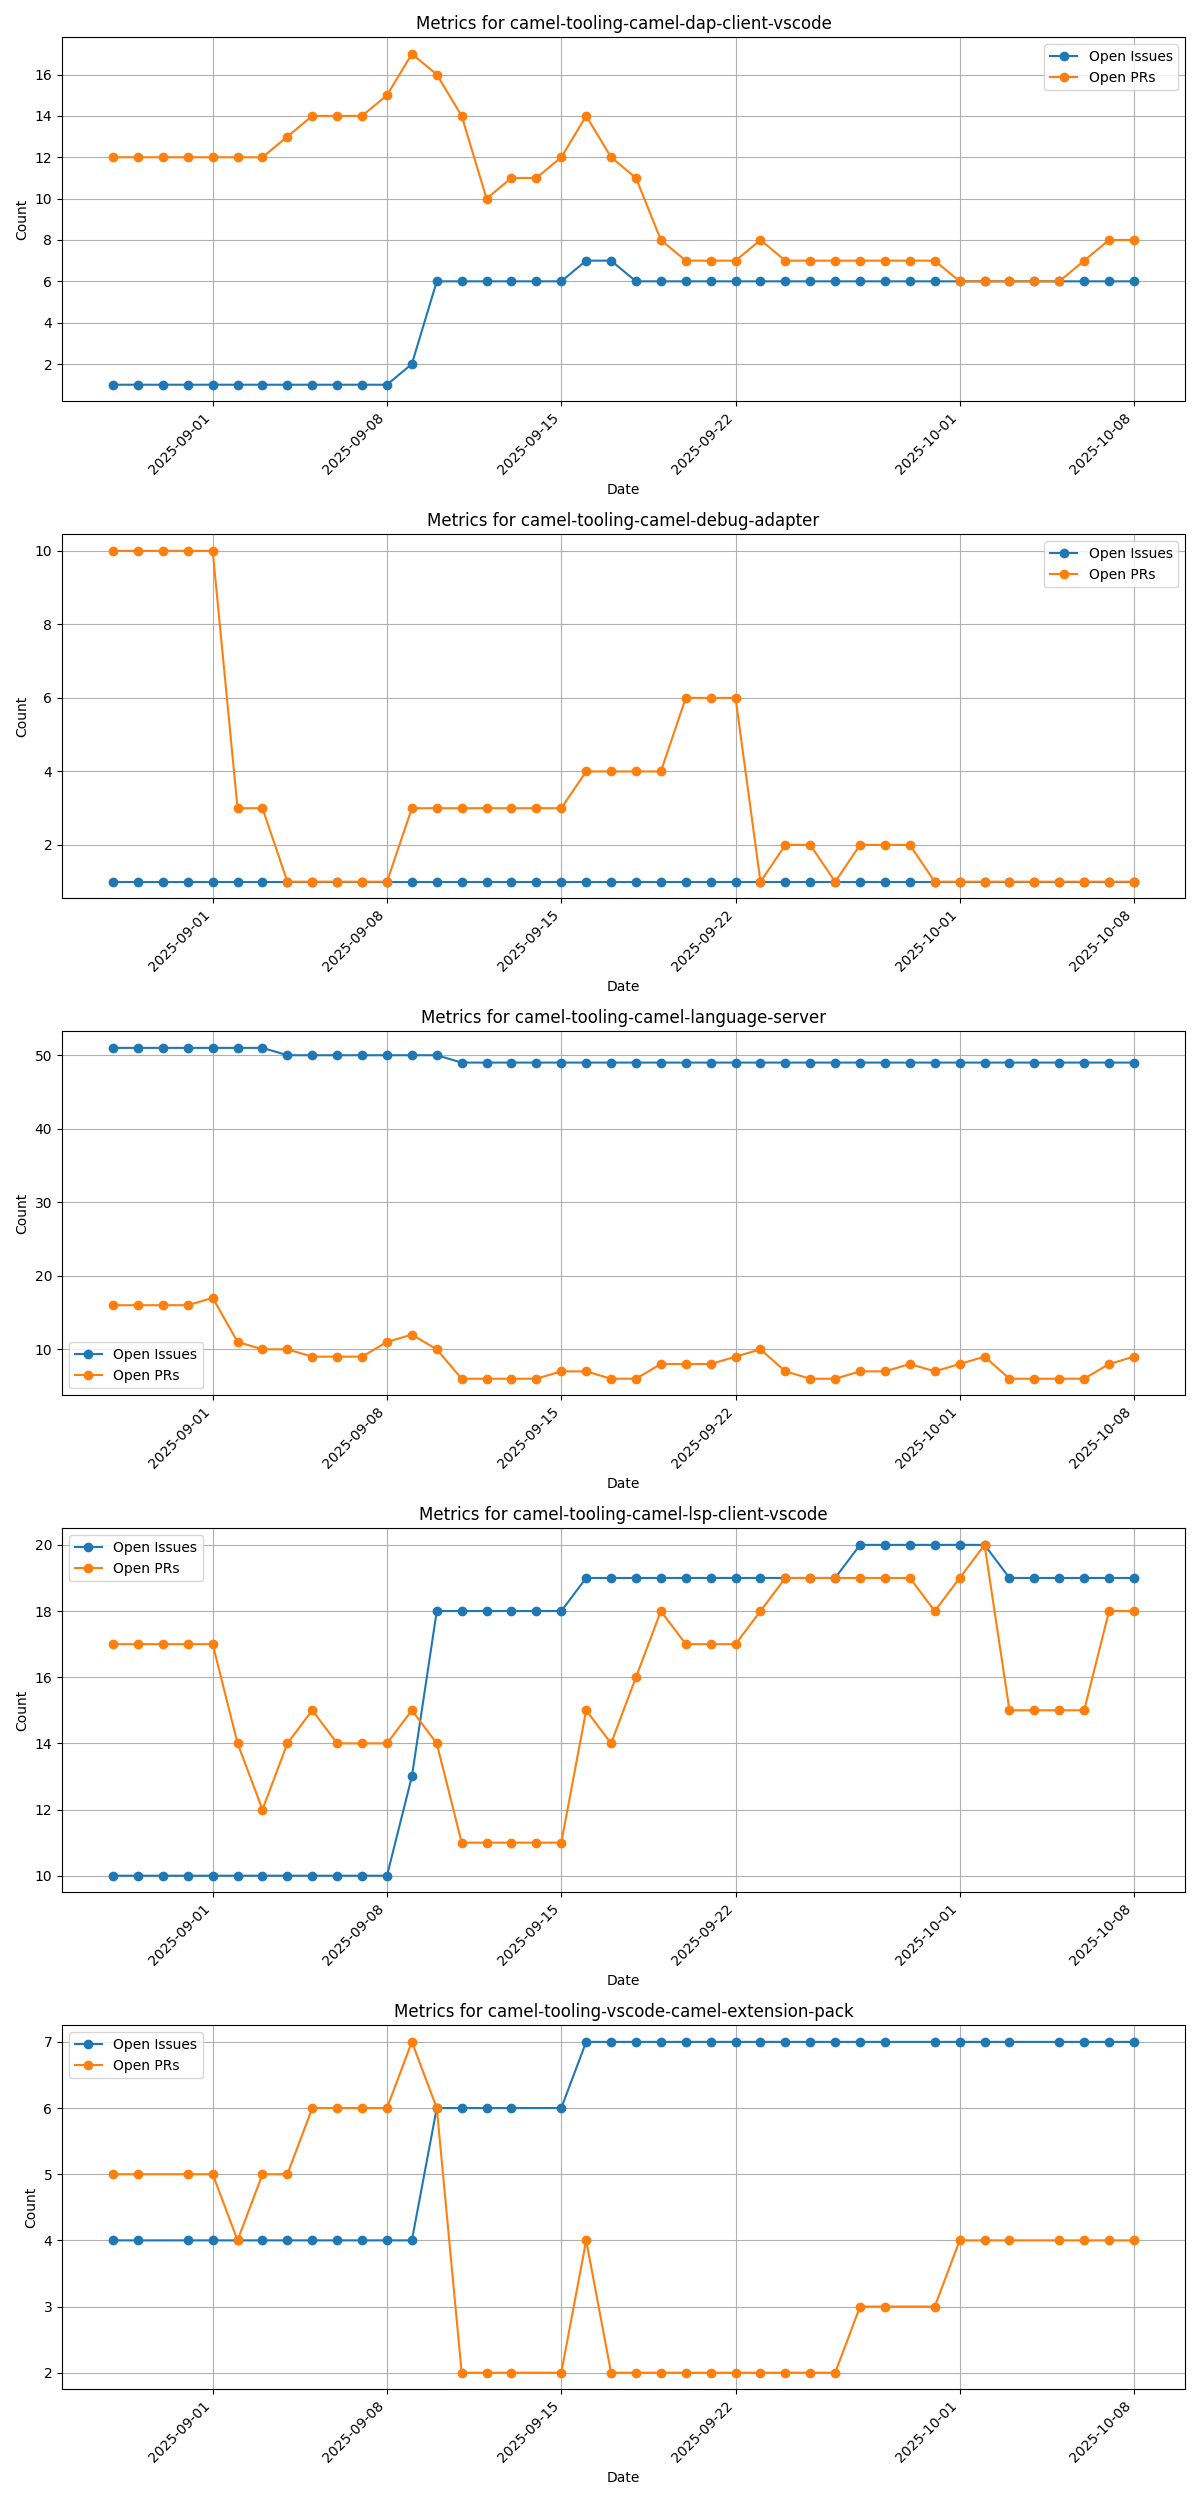 Metrics for camel-tooling-camel-dap-client-vscode
Open Issues
Open PRs
16
14
12
10
8
6
4
2
Count
2025-09-01
2025-09-08
2025-09-15
2025-09-22
2025-10-01
2025-10-08
Date
Metrics for camel-tooling-camel-debug-adapter
Open Issues
Open PRs
10
8
6
4
2
Count
2025-09-01
2025-09-08
2025-09-15
2025-09-22
2025-10-01
2025-10-08
Date
Metrics for camel-tooling-camel-language-server
50
40
30
20
10
Count
Open Issues
Open PRs
2025-09-01
2025-09-08
2025-09-15
2025-09-22
2025-10-01
2025-10-08
Date
Metrics for camel-tooling-camel-lsp-client-vscode
Open Issues
Open PRs
20
18
16
14
12
10
Count
2025-09-01
2025-09-08
2025-09-15
2025-09-22
2025-10-01
2025-10-08
Date
Metrics for camel-tooling-vscode-camel-extension-pack
Open Issues
Open PRs
7
6
5
4
3
2
Count
2025-09-01
2025-09-08
2025-09-15
2025-09-22
2025-10-01
2025-10-08
Date